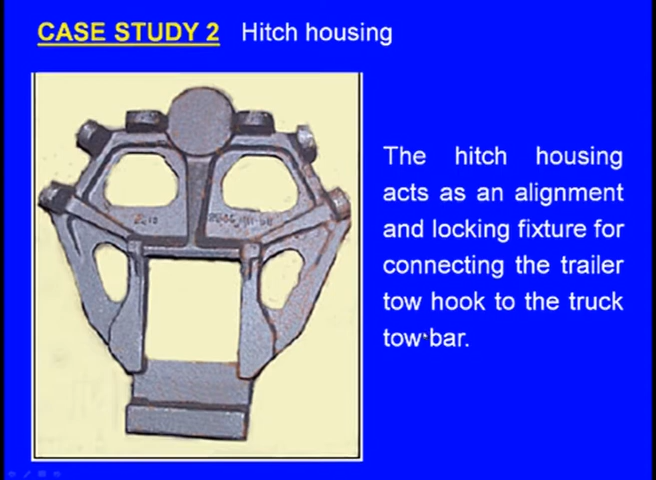 CASE STUDY 2 Hitch housing
The hitch housing
acts as an alignment
and locking fixture for
connecting the trailer
tow hook to the truck
tow bar.